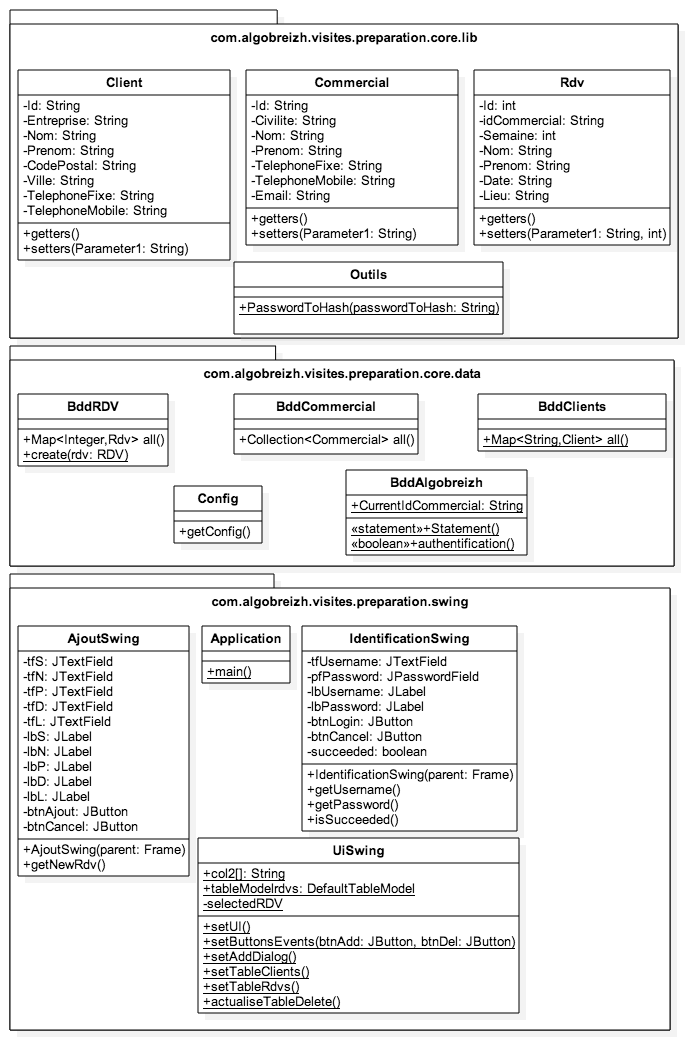 com.algobreizh.visites.preparation.core.lib
Client
-Id: String
-Entreprise: String
-Nom: String
-Prenom: String
-CodePostal: String
-Ville: String
-TelephoneFixe: String
-TelephoneMobile: String
+getters()
+setters(Parameter1: String)
Commercial
-Id: String
-Civilite: String
-Nom: String
-Prenom: String
-TelephoneFixe: String
-TelephoneMobile: String
-Email: String
+getters()
+setters(Parameter1: String)
Rdv
-Id: int
-idCommercial: String
-Semaine: int
-Nom: String
-Prenom: String
-Date: String
-Lieu: String
+getters()
+setters(Parameter1: String, int)
Outils
+PasswordToHash(passwordToHash: String)
com.algobreizh.visites.preparation.core.data
BddRDV
+Map<Integer,Rdv> all()
+create(rdv: RDV)
BddCommercial
+Collection<Commercial> all()
BddClients
+Map<String,Client> all()
Config
+getConfig()
BddAlgobreizh
+CurrentIdCommercial: String
«statement»+Statement()
«boolean»+authentification()
com.algobreizh.visites.preparation.swing
AjoutSwing
-tfS: JTextField
-tfN: JTextField
-tfP: JTextField
-tfD: JTextField
-tfL: JTextField
-lbS: JLabel
-lbN: JLabel
-lbP: JLabel
-lbD: JLabel
-lbL: JLabel
-btnAjout: JButton
-btnCancel: JButton
+AjoutSwing(parent: Frame)
+getNewRdv()
Application
+main()
IdentificationSwing
-tfUsername: JTextField
-pfPassword: JPasswordField
-lbUsername: JLabel
-lbPassword: JLabel
-btnLogin: JButton
-btnCancel: JButton
-succeeded: boolean
+IdentificationSwing(parent: Frame)
+getUsername()
+getPassword()
+isSucceeded()
UiSwing
+col2[]: String
+tableModelrdvs: DefaultTableModel
-selectedRDV
+setUI()
+setButtonsEvents(btnAdd: JButton, btnDel: JButton)
+setAddDialog()
+setTableClients()
+setTableRdvs()
+actualiseTableDelete()